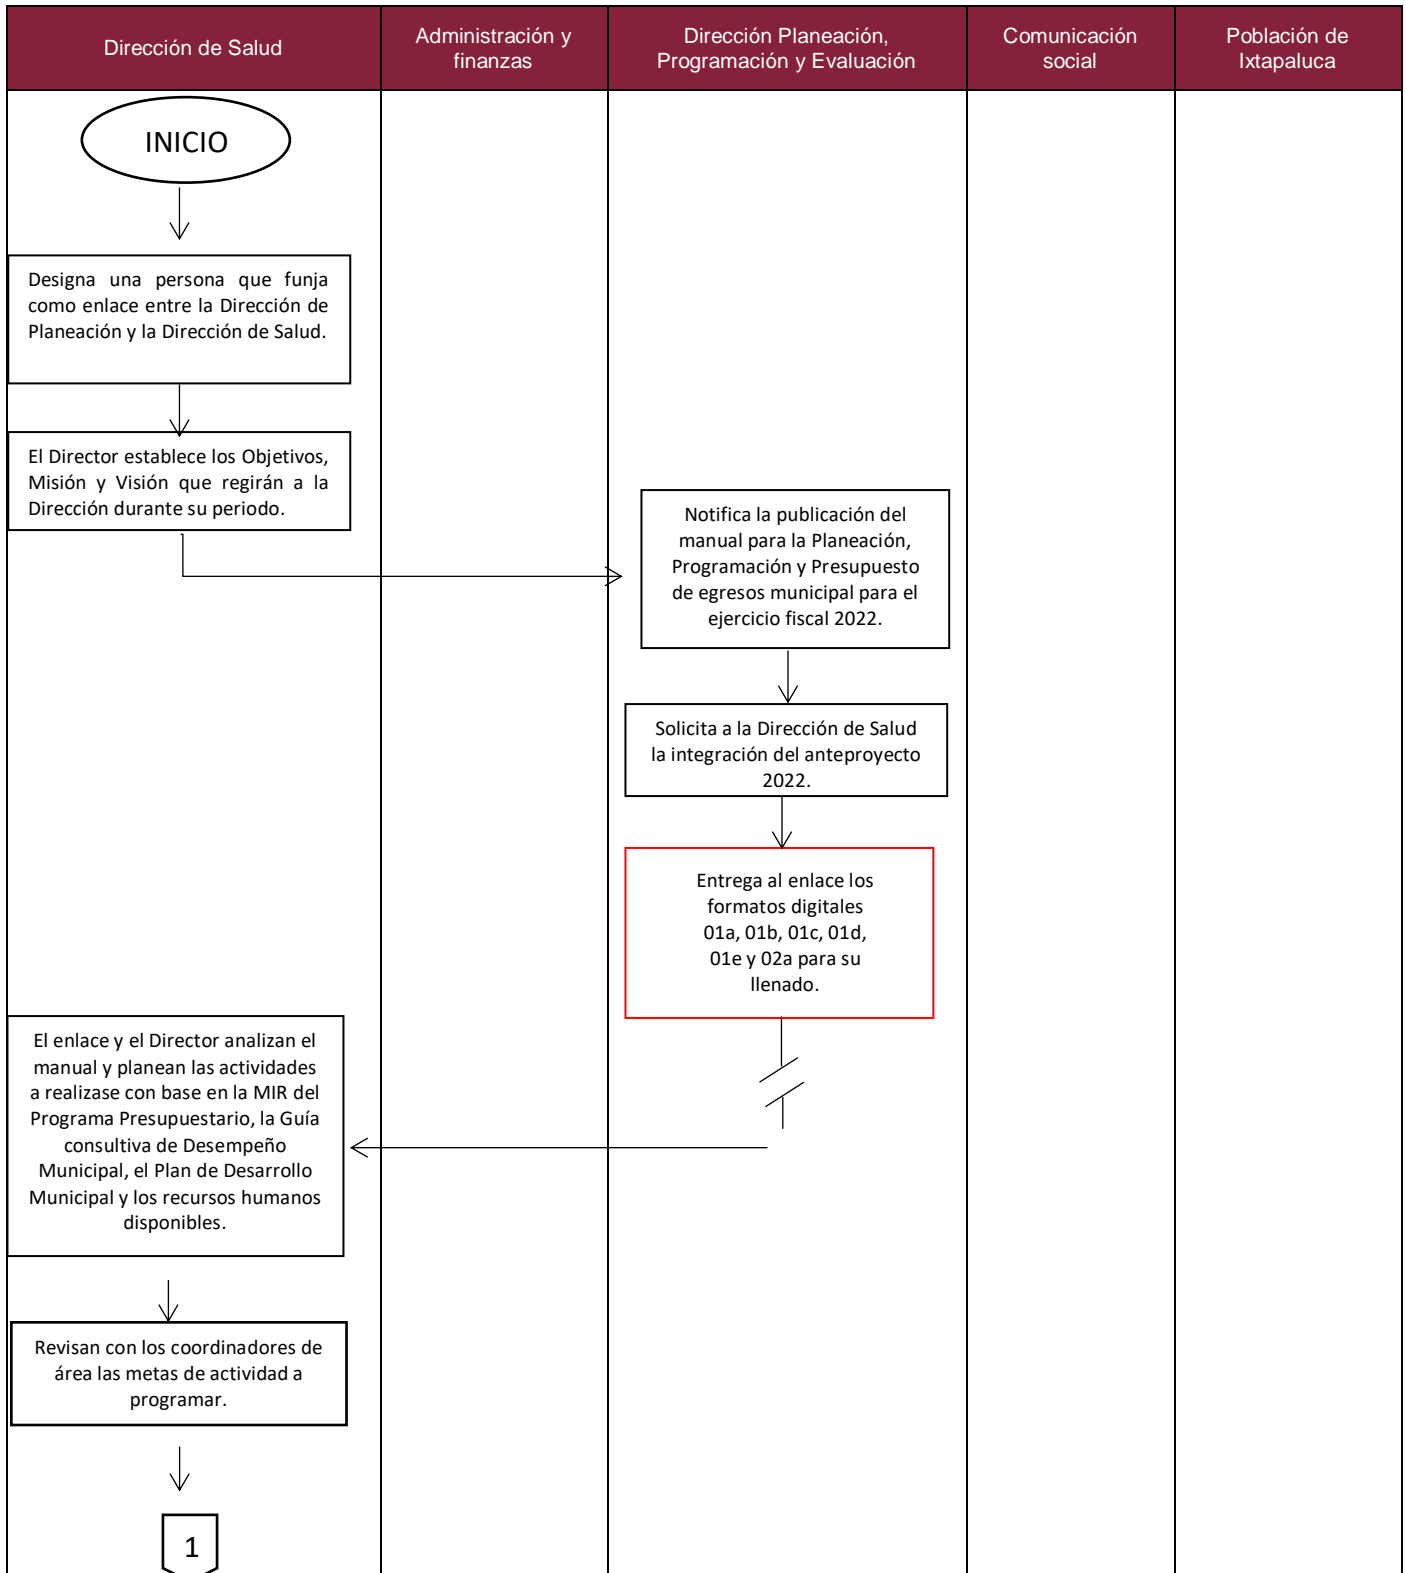 Dirección de Salud
Administración y
finanzas
Dirección Planeación,
Programación y Evaluación
Comunicación
social
Población de
Ixtapaluca
INICIO
Designa una persona que funja
como enlace entre la Dirección de
Planeación y la Dirección de Salud.
El Director establece los Objetivos,
Misión y Visión que regirán a la
Dirección durante su periodo.
Notifica la publicación del
manual para la Planeación,
Programación y Presupuesto
de egresos municipal para el
ejercicio fiscal 2022.
Solicita a la Dirección de Salud
la integración del anteproyecto
2022.
Entrega al enlace los
formatos digitales
01a, 01b, 01c, 01d,
01e y 02a para su
llenado.
El enlace y el Director analizan el
manual y planean las actividades
a realizase con base en la MIR del
Programa Presupuestario, la Guía
consultiva de Desempeño
Municipal, el Plan de Desarrollo
Municipal y los recursos humanos
disponibles.
Revisan con los coordinadores de
área las metas de actividad a
programar.
1